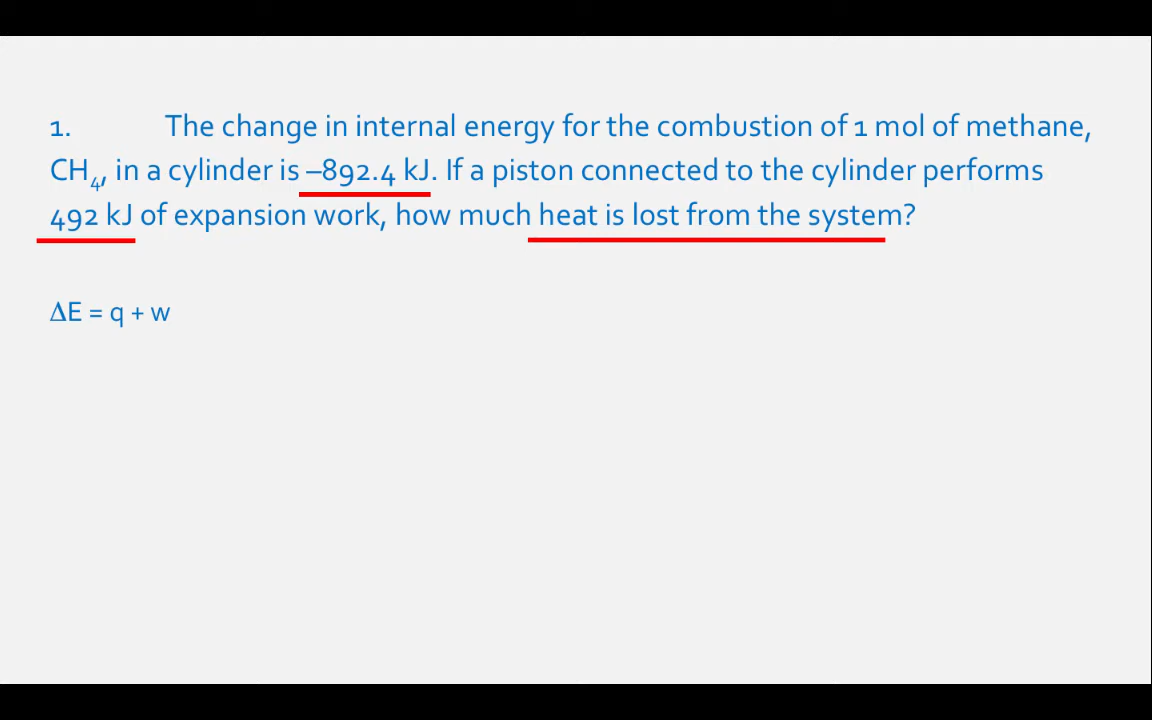 1. The change in internal energy for the combustion of 1 mol of methane,
CH₄, in a cylinder is –892.4 kJ. If a piston connected to the cylinder performs
492 kJ of expansion work, how much heat is lost from the system?
ΔE = q + w